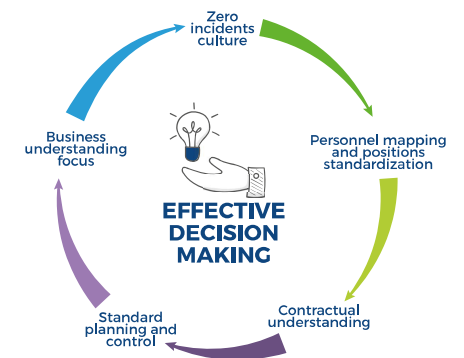 Zero
incidents
culture
Personnel mapping
and positions
standardization
Contractual
understanding
Standard
planning and
control
Business
understanding
focus
EFFECTIVE
DECISION
MAKING